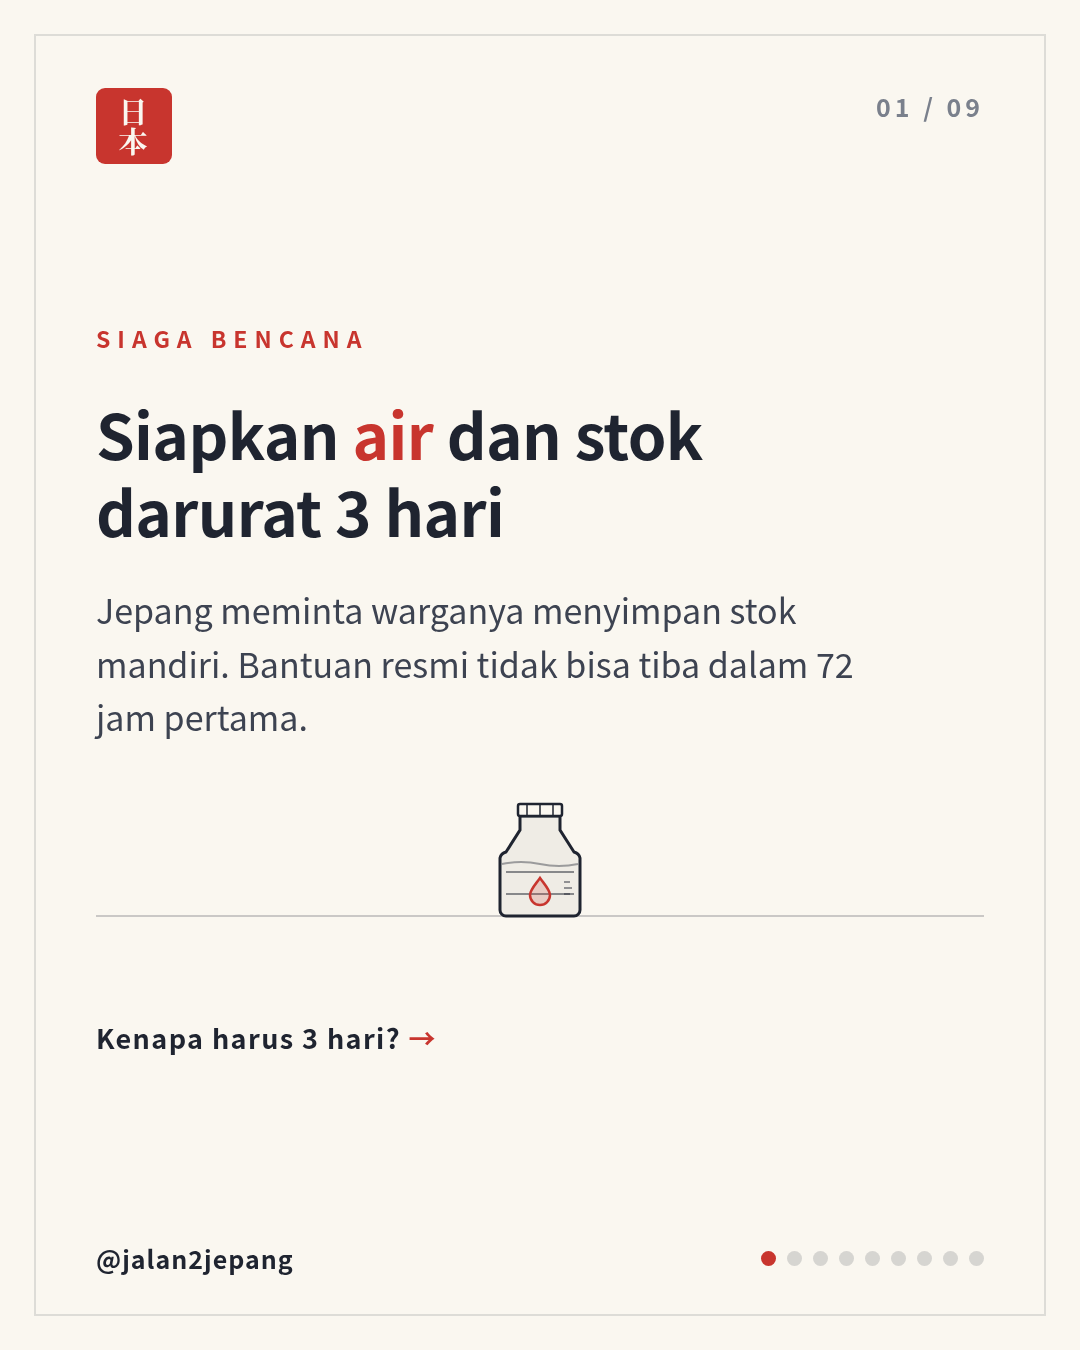 日本
01 / 09
SIAGA BENCANA
Siapkan air dan stok
darurat 3 hari
Jepang meminta warganya menyimpan stok
mandiri. Bantuan resmi tidak bisa tiba dalam 72
jam pertama.
Kenapa harus 3 hari? →
@jalan2jepang